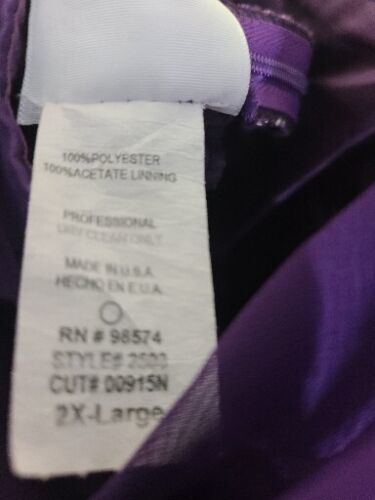 100%POLYESTER
100%ACETATE LINNING
PROFESSIONAL
DRY CLEAN ONLY
MADE IN U.S.A
HECHO EN E.U.A.
RN # 98574
STYLE# 2500
CUT# 00915N
2X-Large